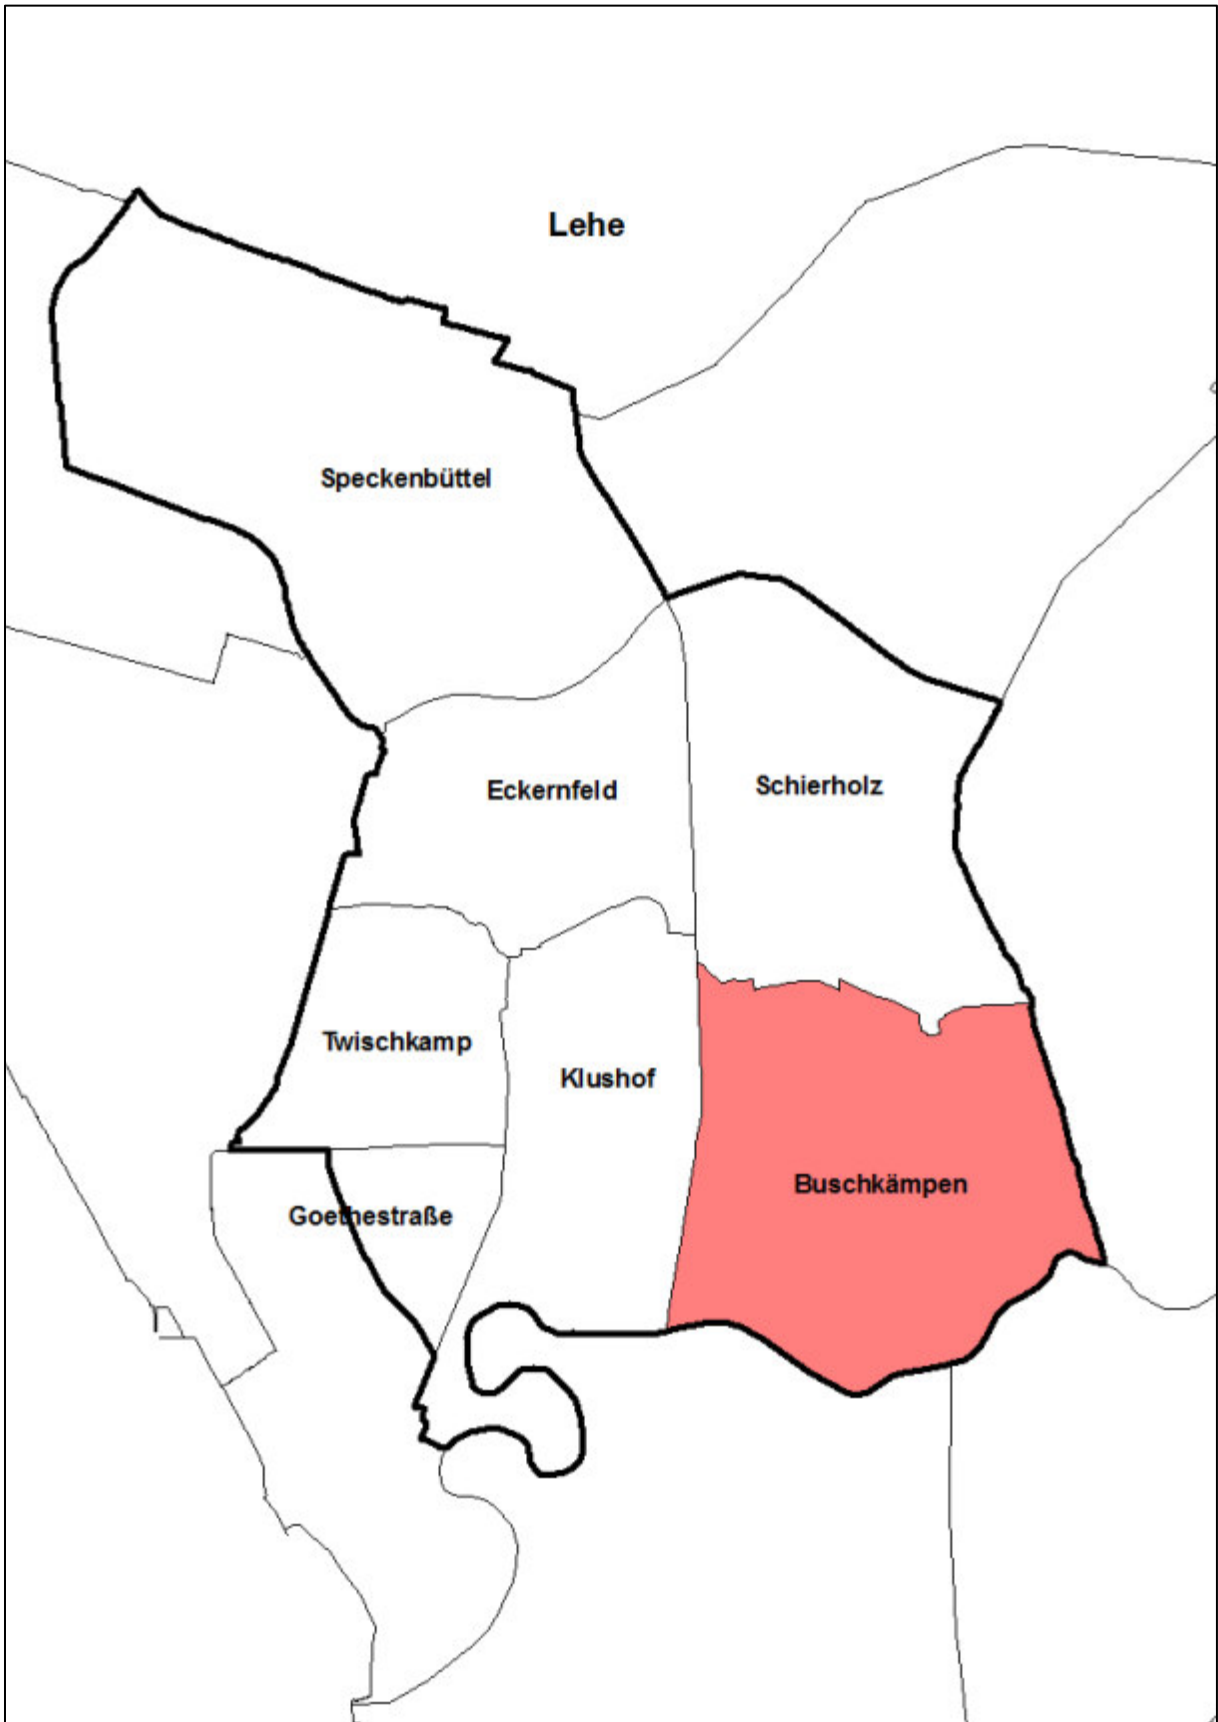 Lehe
Speckenbüttel
Eckernfeld
Schierholz
Twischkamp
Klushof
Buschkämpen
Goethestraße